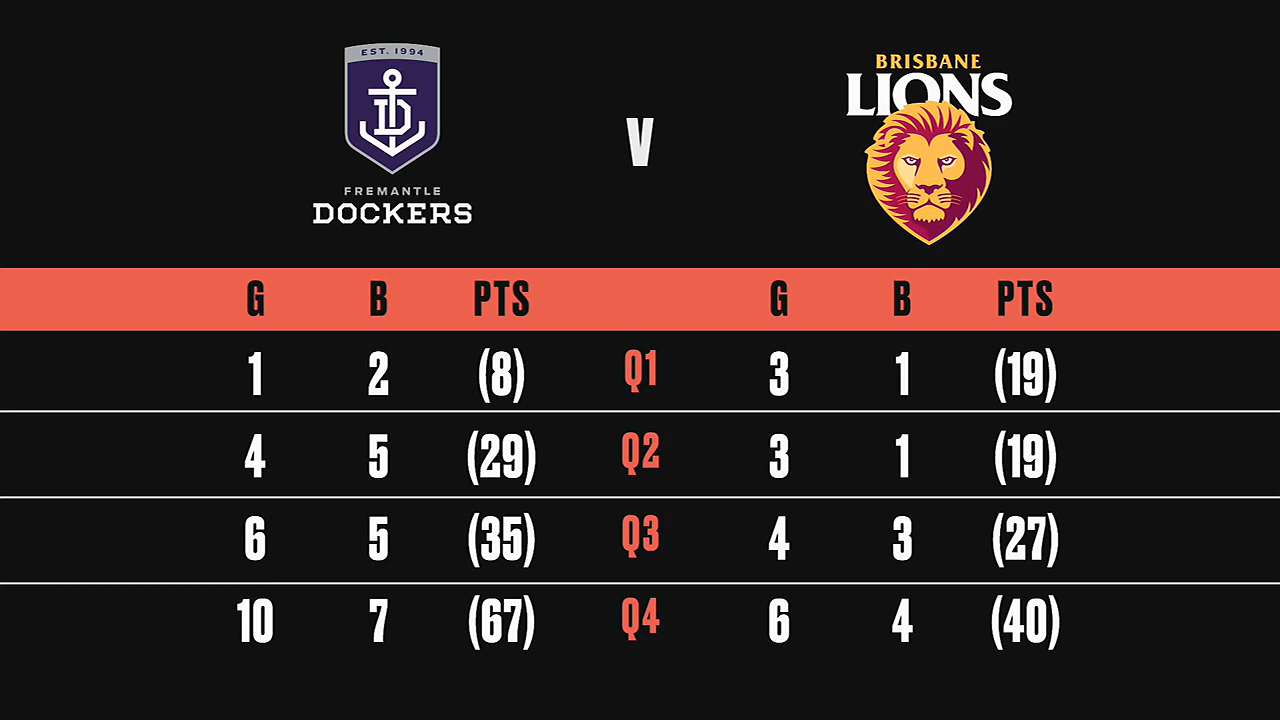 EST. 1994
D
FREMANTLE
DOCKERS
V
BRISBANE
LIONS
G B PTS G B PTS
1 2 (8) Q1 3 1 (19)
4 5 (29) Q2 3 1 (19)
6 5 (35) Q3 4 3 (27)
10 7 (67) Q4 6 4 (40)